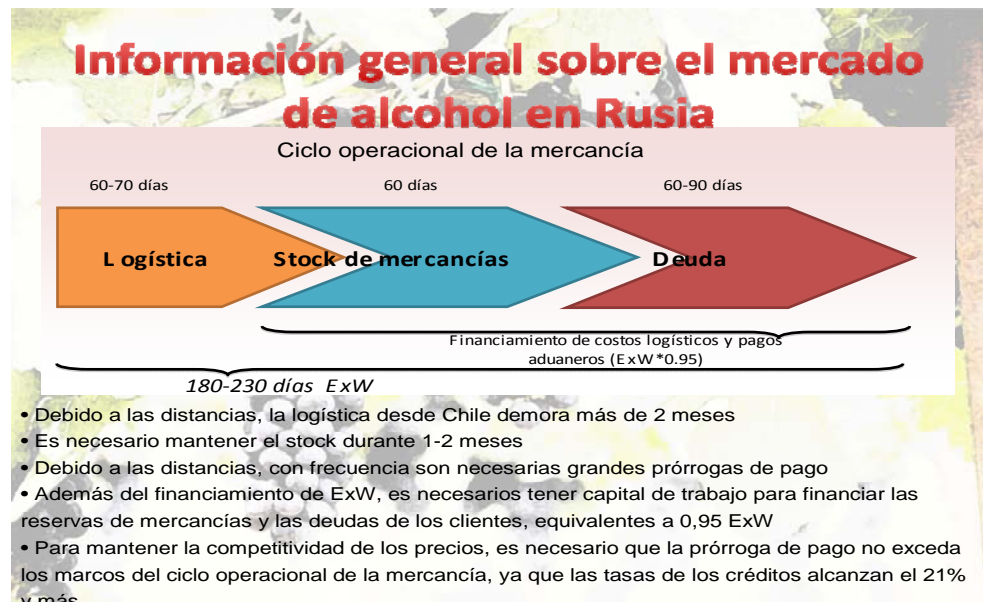 Información general sobre el mercado
de alcohol en Rusia
Ciclo operacional de la mercancía
60-70 días 60 días 60-90 días
Logística Stock de mercancías Deuda
Financiamiento de costos logísticos y pagos
aduaneros (ExW*0.95)
180-230 días ExW
• Debido a las distancias, la logística desde Chile demora más de 2 meses
• Es necesario mantener el stock durante 1-2 meses
• Debido a las distancias, con frecuencia son necesarias grandes prórrogas de pago
• Además del financiamiento de ExW, es necesarios tener capital de trabajo para financiar las
reservas de mercancías y las deudas de los clientes, equivalentes a 0,95 ExW
• Para mantener la competitividad de los precios, es necesario que la prórroga de pago no exceda
los marcos del ciclo operacional de la mercancía, ya que las tasas de los créditos alcanzan el 21%
y más